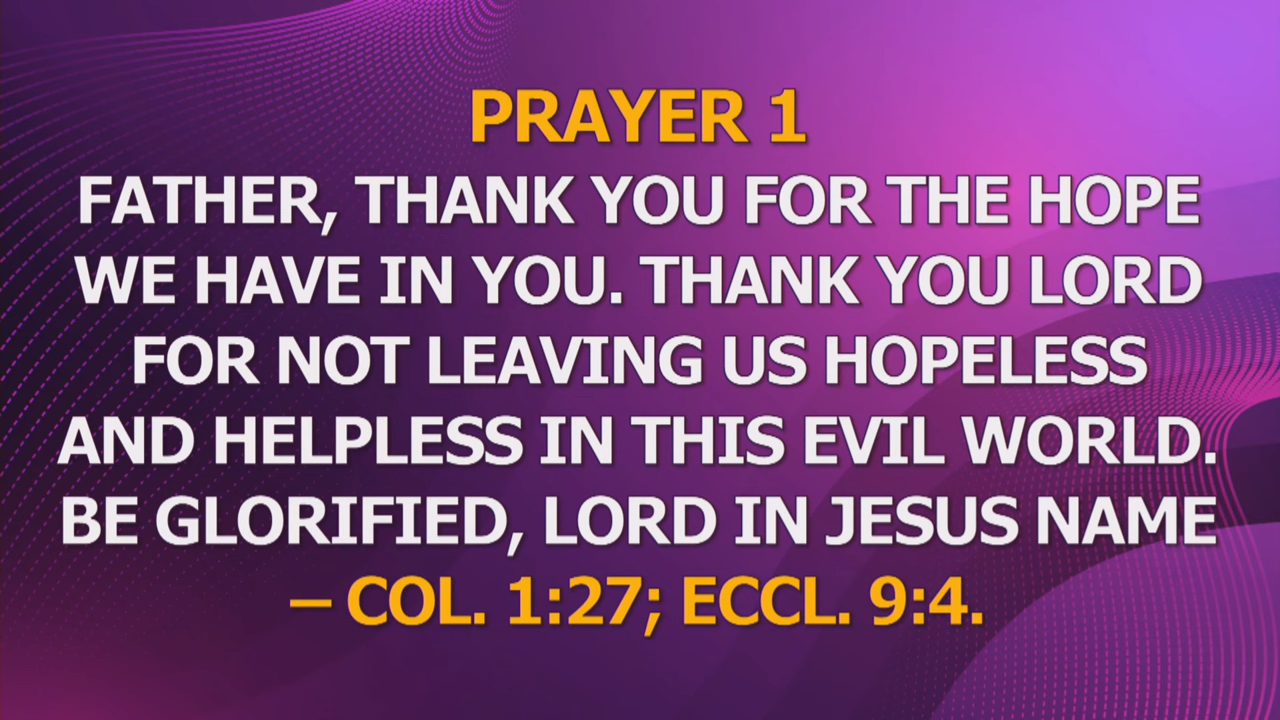 PRAYER 1
FATHER, THANK YOU FOR THE HOPE
WE HAVE IN YOU. THANK YOU LORD
FOR NOT LEAVING US HOPELESS
AND HELPLESS IN THIS EVIL WORLD.
BE GLORIFIED, LORD IN JESUS NAME
– COL. 1:27; ECCL. 9:4.